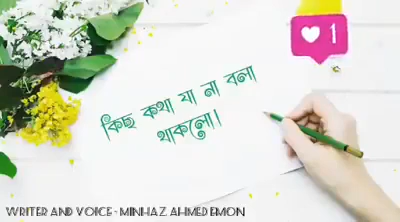 1
কিছু কথা যা না বলা
থাকলো।
WRITER AND VOICE - MINHAZ AHMED EMON